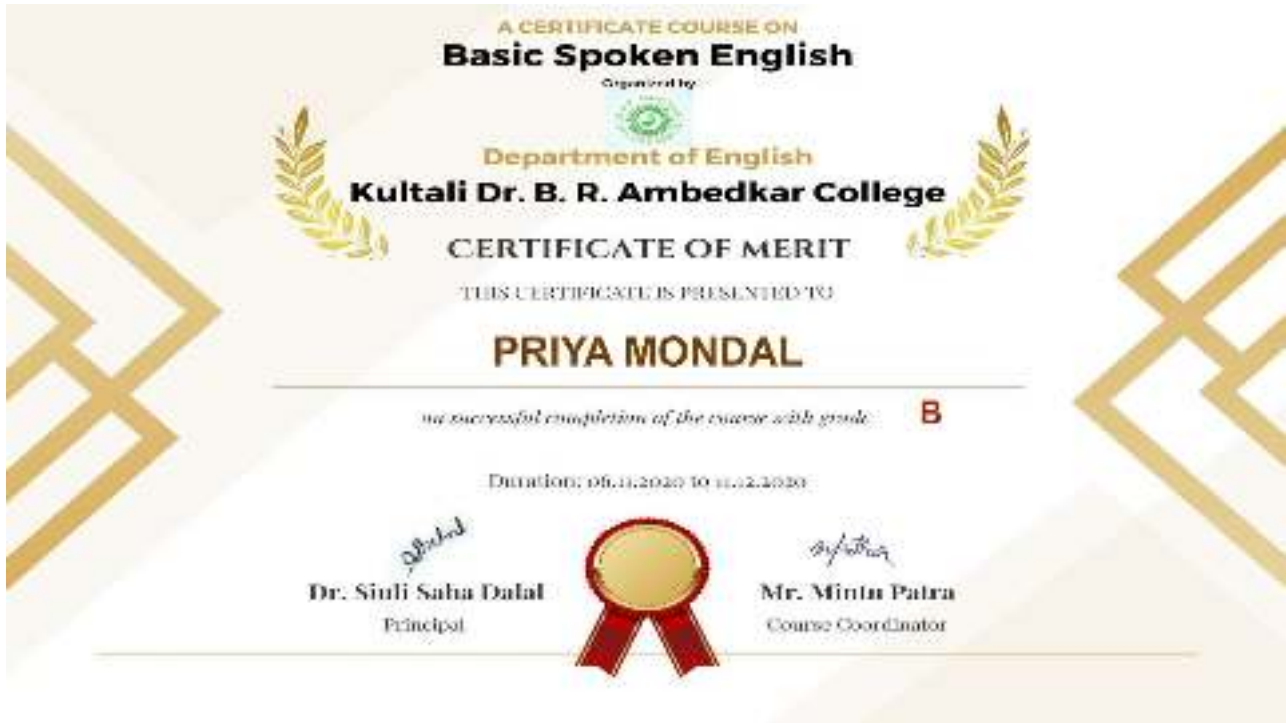 A CERTIFICATE COURSE ON
Basic Spoken English
Organized by
Department of English
Kultali Dr. B. R. Ambedkar College
CERTIFICATE OF MERIT
THIS CERTIFICATE IS PRESENTED TO
PRIYA MONDAL
on successful completion of the course with grade B
Duration: 06.11.2020 to 11.12.2020
Dr. Siuli Saha Dalal Mr. Mintu Patra
Principal Course Coordinator